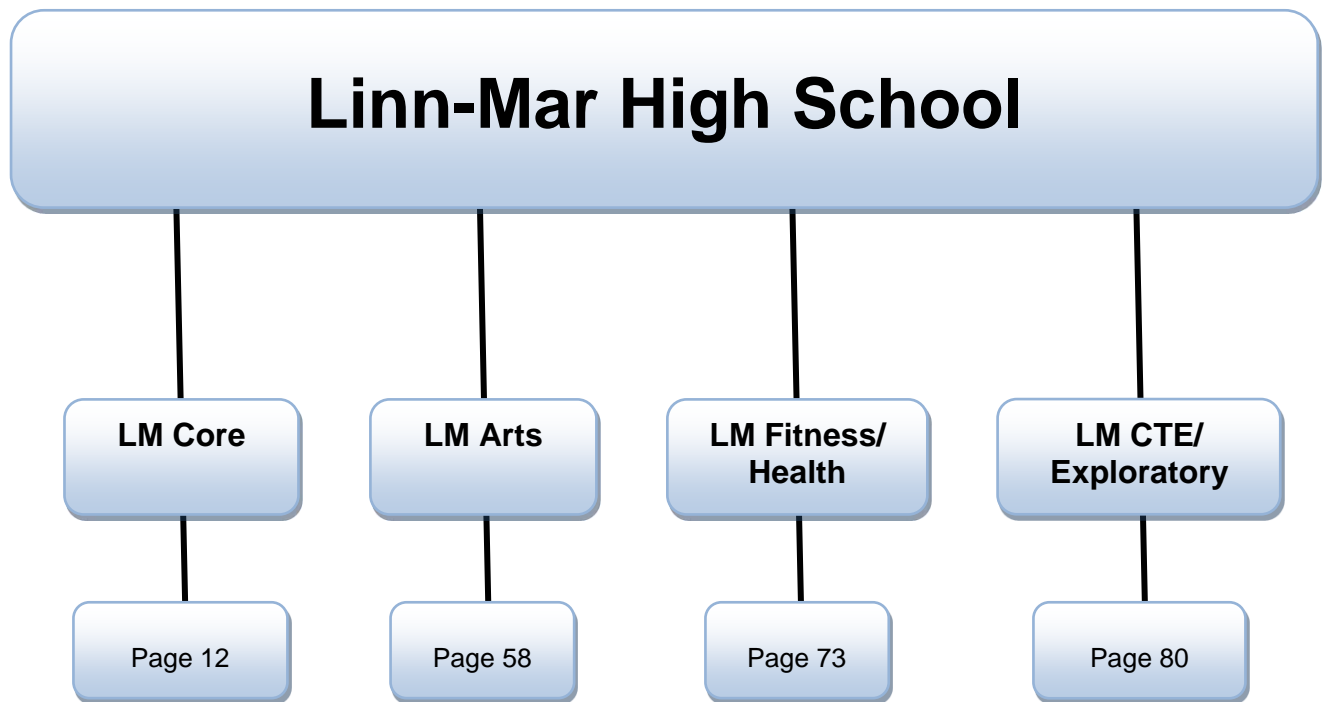 Linn-Mar High School
LM Core
LM Arts
LM Fitness/
Health
LM CTE/
Exploratory
Page 12
Page 58
Page 73
Page 80